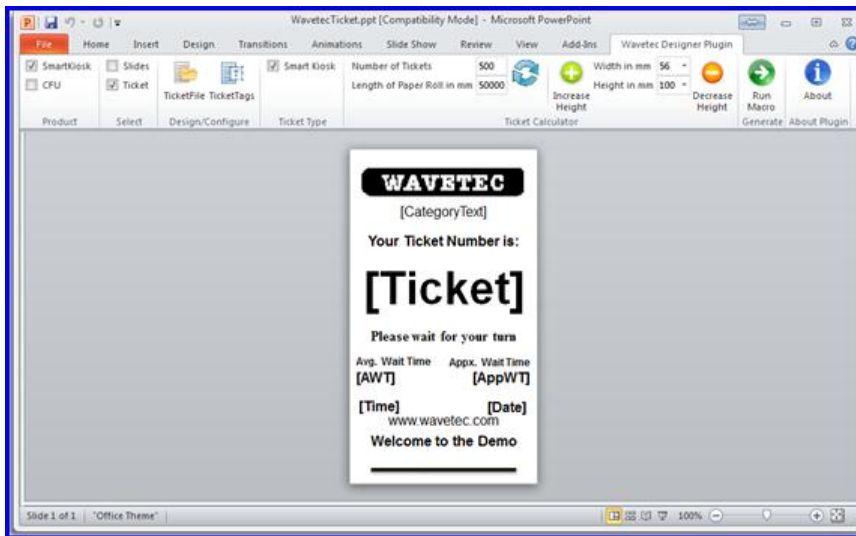 WavetecTicket.ppt [Compatibility Mode] - Microsoft PowerPoint
File Home Insert Design Transitions Animations Slide Show Review View Add-Ins Wavetec Designer Plugin
SmartKiosk Slides Smart Kiosk Number of Tickets 500 Width in mm 56
CFU Ticket Length of Paper Roll in mm 50000 Height in mm 100
TicketFile TicketTags Increase Height Decrease Height Run Macro About
Product Select Design/Configure Ticket Type Ticket Calculator Generate About Plugin
WAVETEC
[CategoryText]
Your Ticket Number is:
[Ticket]
Please wait for your turn
Avg. Wait Time Appx. Wait Time
[AWT] [AppWT]
[Time] [Date]
www.wavetec.com
Welcome to the Demo
Slide 1 of 1 "Office Theme" 100%